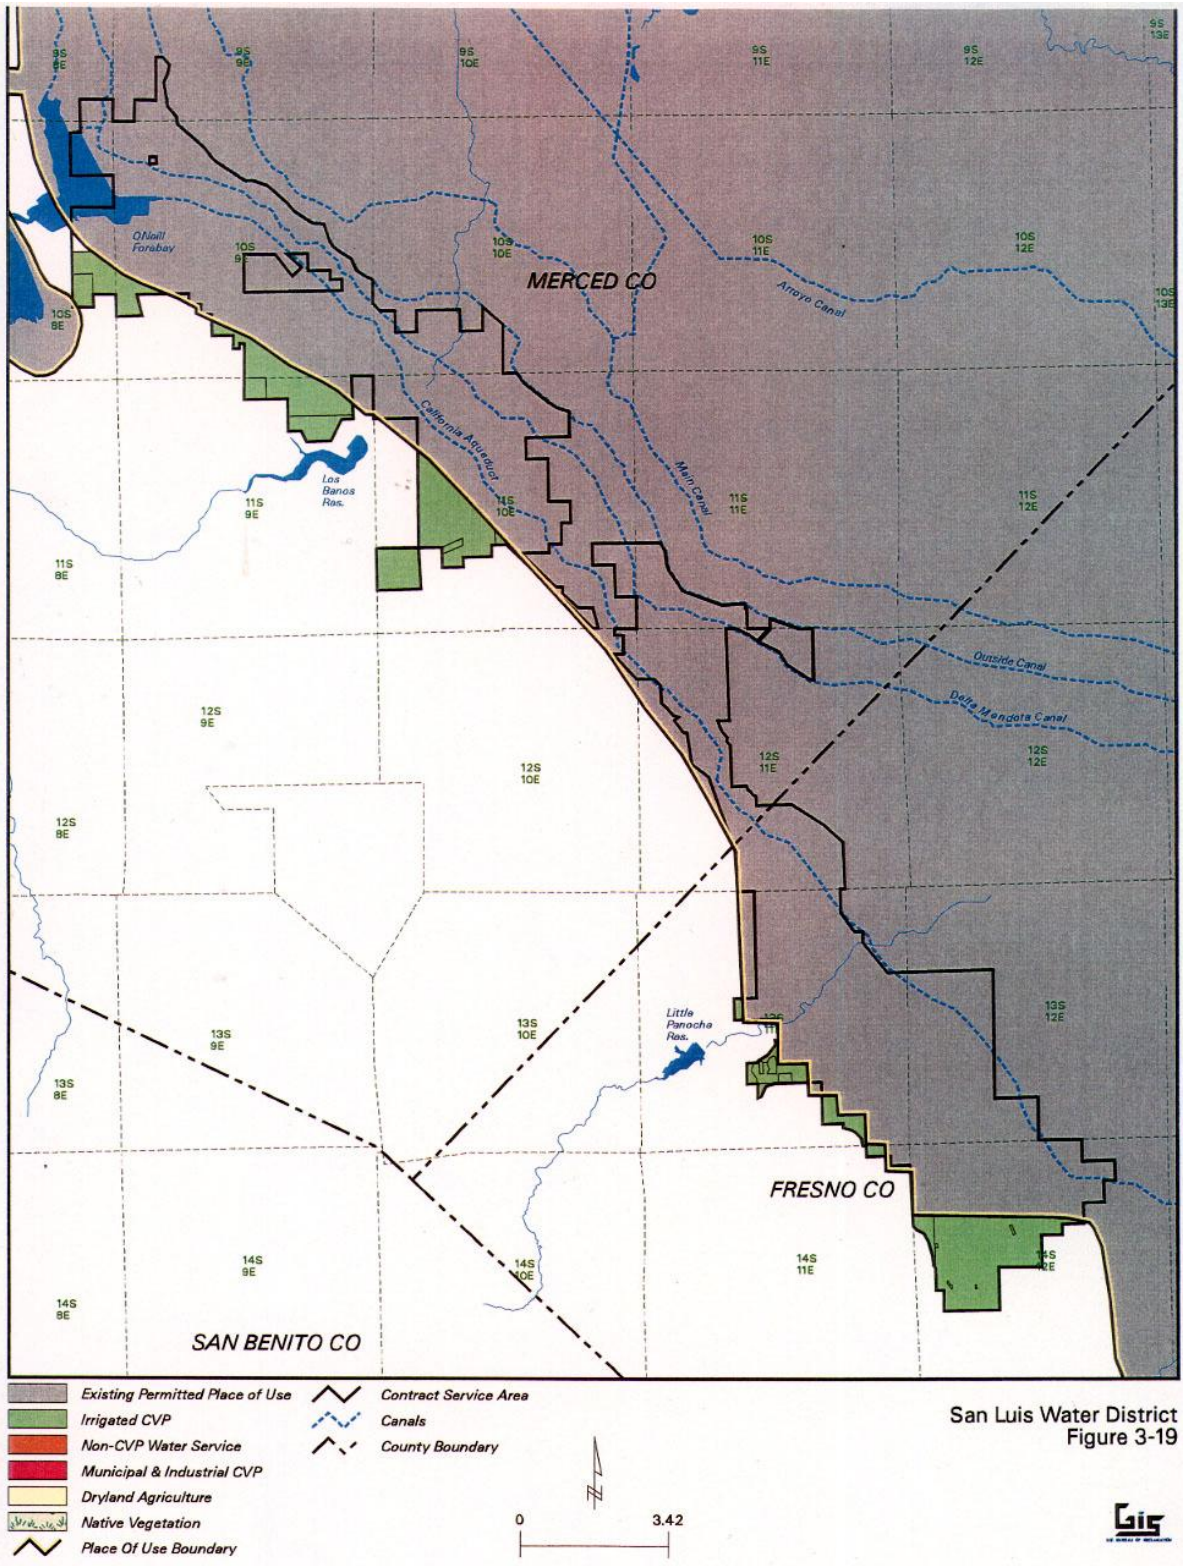 9S
9S
9S
9S
9S
9S
13E
8E
9E
10E
11E
12E
ONeill
Forebay
10S
9E
10S
10E
10S
11E
10S
12E
MERCED CO
Arroyo Canal
10S
13E
10S
8E
California Aqueduct
Main Canal
Los
Banos
Res.
11S
9E
11S
10E
11S
11E
11S
12E
11S
8E
Outside Canal
Delta Mendota Canal
12S
9E
12S
10E
12S
11E
12S
12E
12S
8E
Little
Panoche
Res.
13S
9E
13S
10E
13S
12E
13S
8E
FRESNO CO
14S
9E
14S
10E
14S
11E
14S
12E
14S
8E
SAN BENITO CO
Existing Permitted Place of Use
Irrigated CVP
Non-CVP Water Service
Municipal & Industrial CVP
Dryland Agriculture
Native Vegetation
Place Of Use Boundary
Contract Service Area
Canals
County Boundary
N
0 3.42
San Luis Water District
Figure 3-19
Gis
U.S. BUREAU OF RECLAMATION